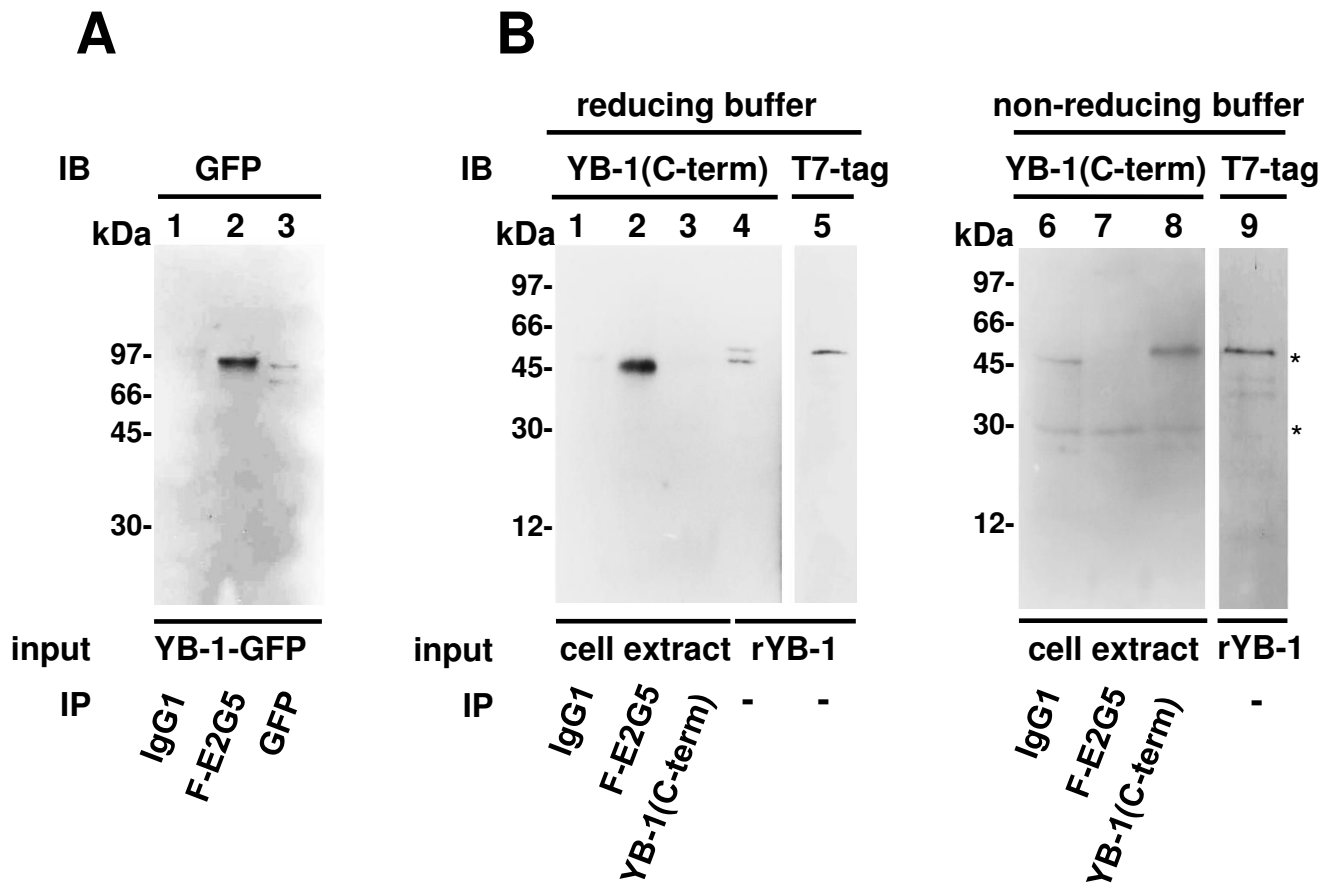 A
B
reducing buffer
non-reducing buffer
IB
GFP
IB
YB-1(C-term)
T7-tag
YB-1(C-term)
T7-tag
kDa
1
2
3
kDa
1
2
3
4
5
kDa
6
7
8
9
97-
66-
45-
30-
97-
66-
45-
30-
12-
97-
66-
45-
30-
12-
*
*
input
YB-1-GFP
input
cell extract
rYB-1
cell extract
rYB-1
IP
IgG1
F-E2G5
GFP
IP
IgG1
F-E2G5
YB-1(C-term)
-
-
IgG1
F-E2G5
YB-1(C-term)
-